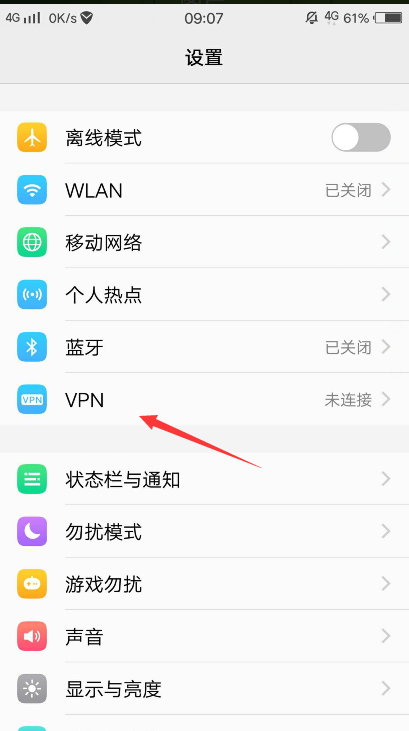 4G 0K/s 09:07 4G 61%
设置
离线模式
WLAN 已关闭
移动网络
个人热点
蓝牙 已关闭
VPN VPN 未连接
状态栏与通知
勿扰模式
游戏勿扰
声音
显示与亮度